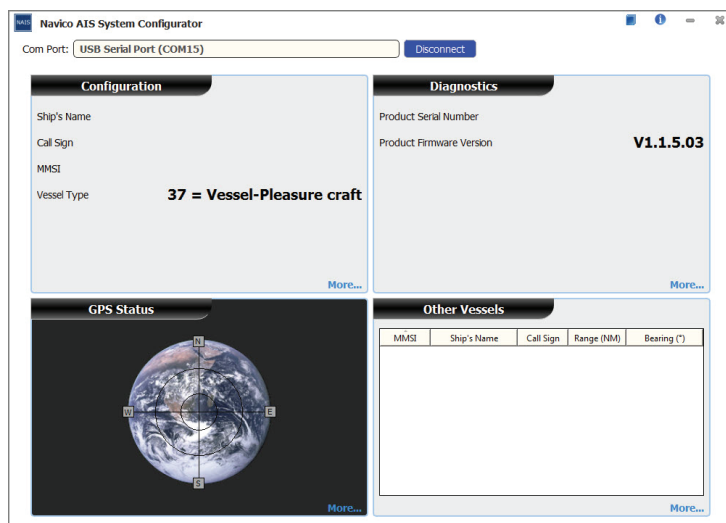 NAIS Navico AIS System Configurator
Com Port: USB Serial Port (COM15) Disconnect
Configuration
Ship's Name
Call Sign
MMSI
Vessel Type 37 = Vessel-Pleasure craft
More...
Diagnostics
Product Serial Number
Product Firmware Version V1.1.5.03
More...
GPS Status
N
W E
S
More...
Other Vessels
MMSI Ship's Name Call Sign Range (NM) Bearing (°)
More...